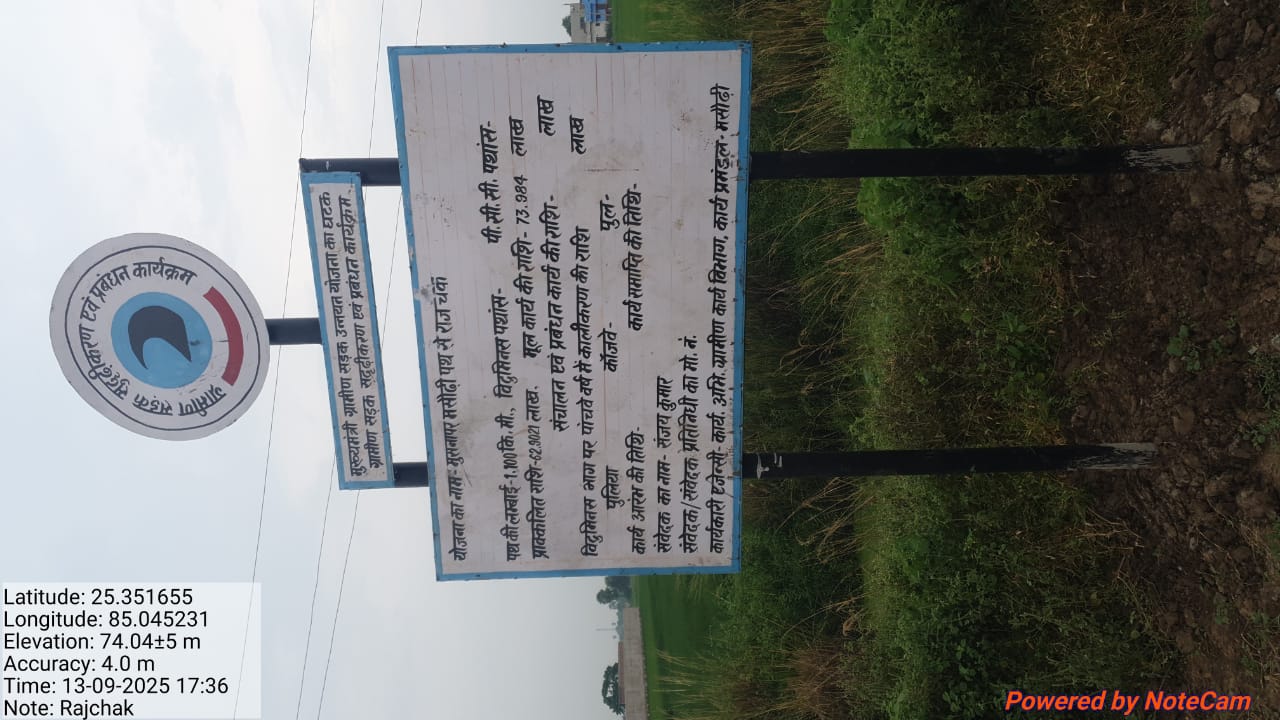 ग्रामीण सड़क सुदृढ़ीकरण एवं प्रबंधन कार्यक्रम
मुख्यमंत्री ग्रामीण सड़क उन्नयन योजना का घटक
ग्रामीण सड़क सदृढ़ीकरण एवं प्रबंधन कार्यक्रम
योजना का नाम- मुसनापुर मसौढ़ी पथ से राज चक
पथ की लम्बाई-1,100 कि. मी., विटुमिनस पथांस- पी.सी.सी. पथांस-
प्राक्कलित राशि-62.9021 लाख. मूल कार्य की राशि- 73.984 लाख
संचालन एवं प्रबंधन कार्य की राशि- लाख
विटुमिनस भाग पर पांचवे वर्ष में कालीकरण की राशि लाख
पुलिया कॉजवे- पुल-
कार्य आरंभ की तिथि- कार्य समाप्ति की तिथि-
संवेदक का नाम- संजय कुमार
संवेदक/संवेदक प्रतिनिधी का मो. नं.
कार्यकारी एजेन्सी- कार्य. अभि. ग्रामीण कार्य विभाग, कार्य प्रमंडल- मसौढ़ी
Latitude: 25.351655
Longitude: 85.045231
Elevation: 74.04±5 m
Accuracy: 4.0 m
Time: 13-09-2025 17:36
Note: Rajchak
Powered by NoteCam